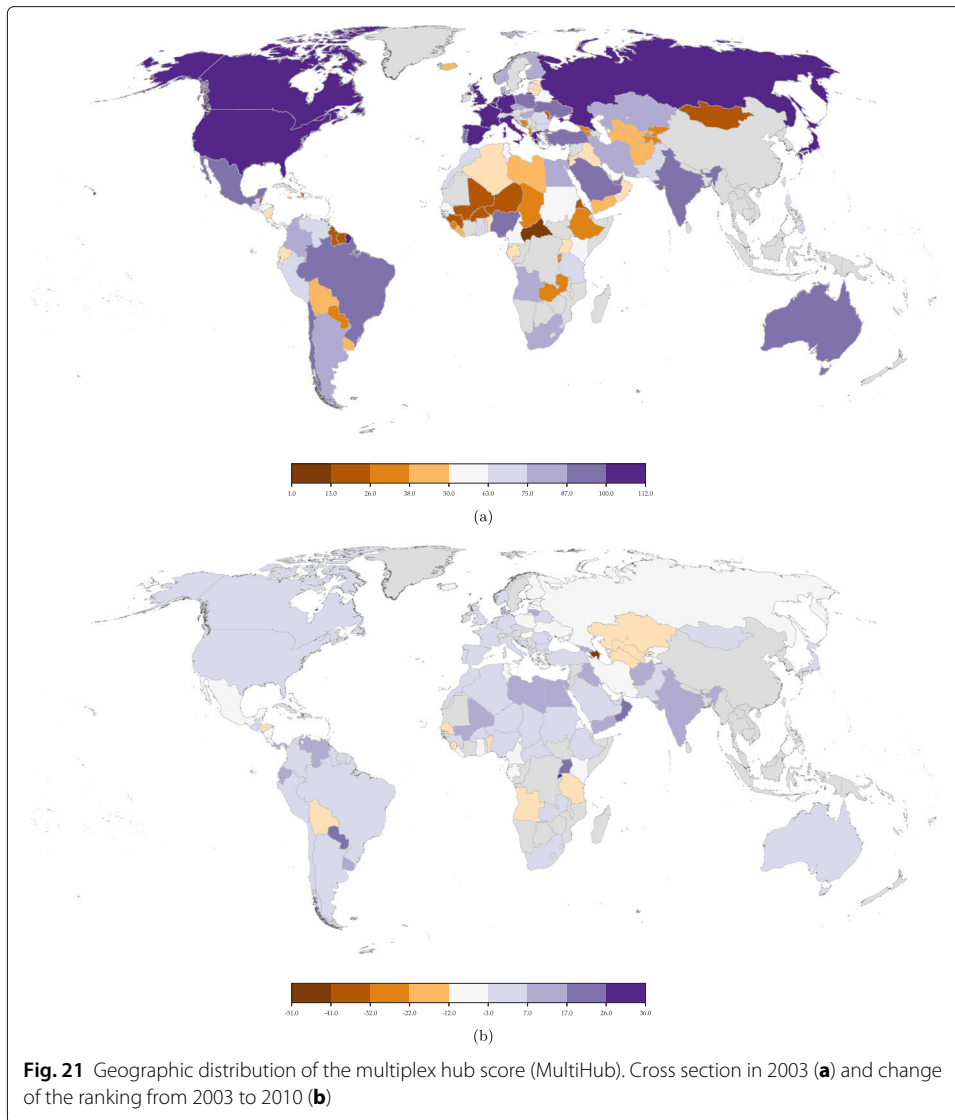 1.0 13.0 26.0 38.0 50.0 63.0 75.0 87.0 100.0 112.0
(a)
-51.0 -41.0 -32.0 -22.0 -12.0 -3.0 7.0 17.0 26.0 36.0
(b)
Fig. 21 Geographic distribution of the multiplex hub score (MultiHub). Cross section in 2003 (a) and change
of the ranking from 2003 to 2010 (b)